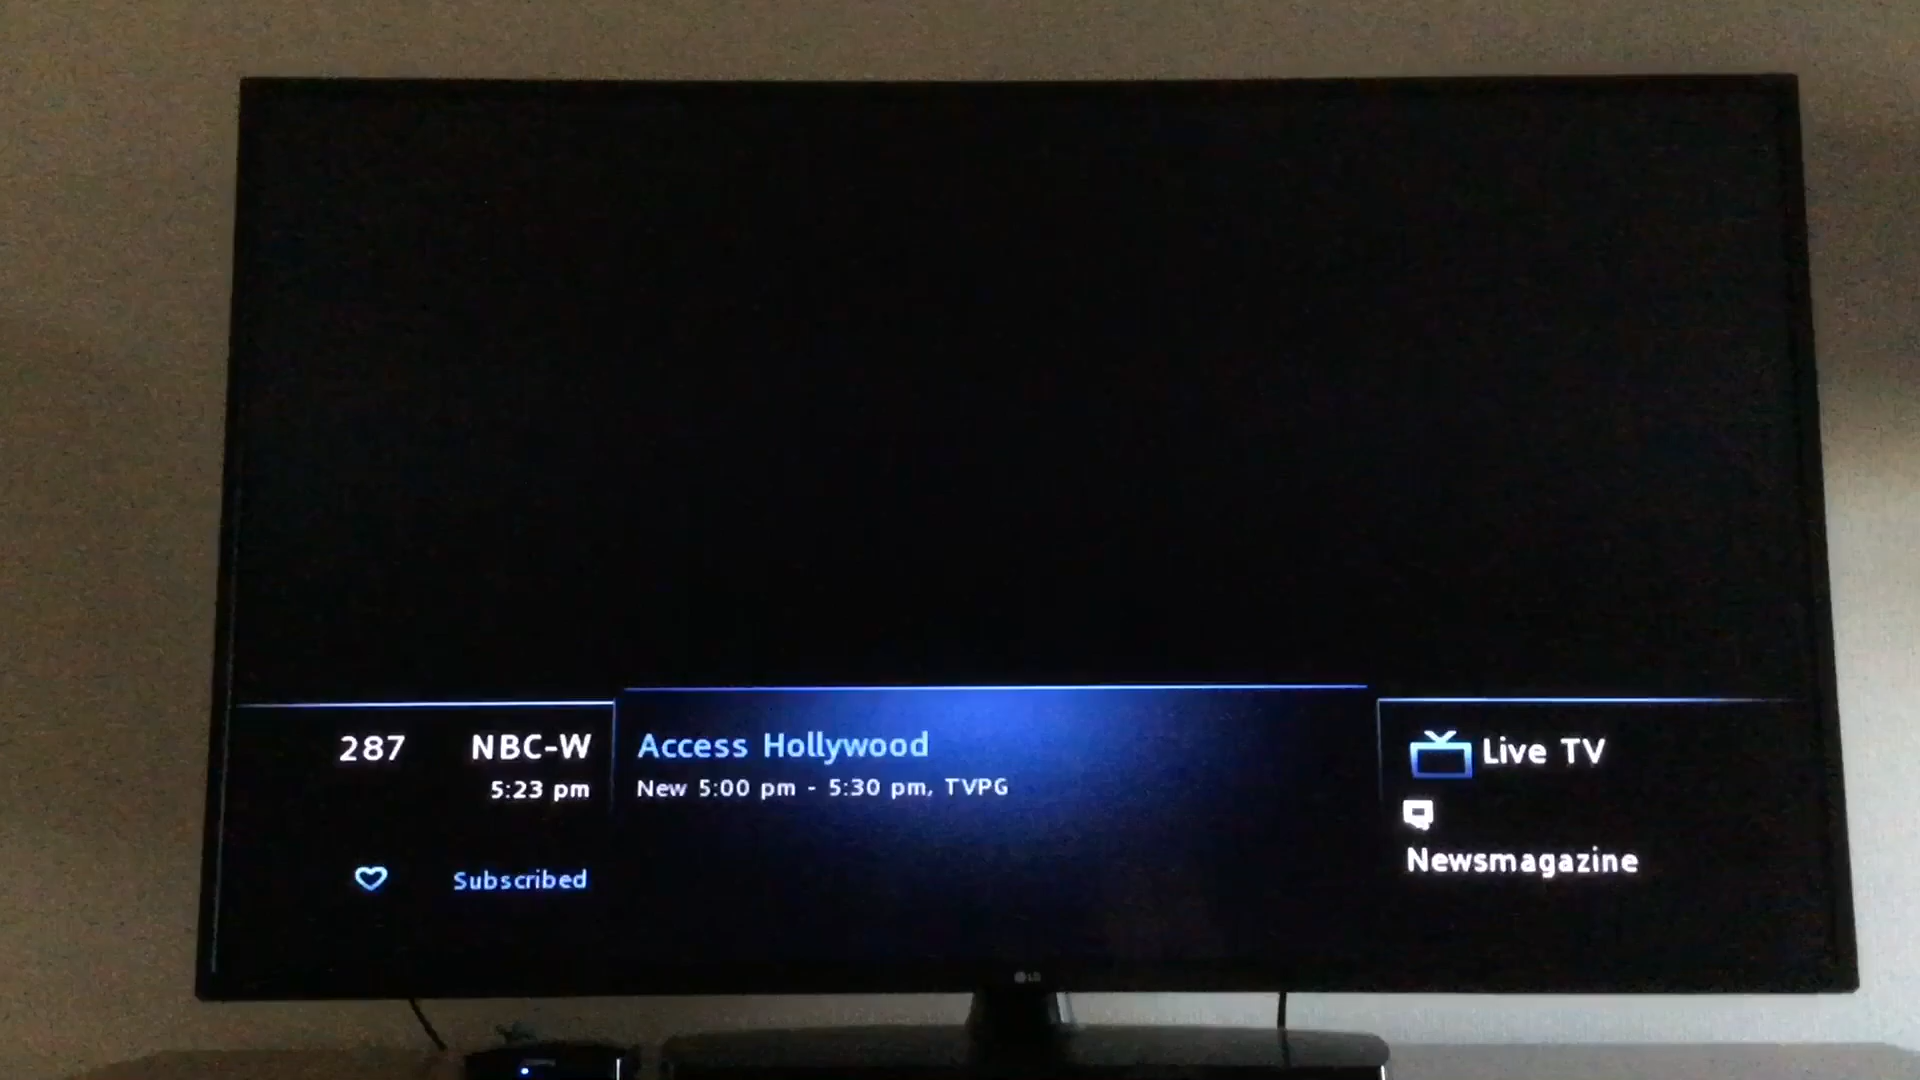 287 NBC-W
5:23 pm
Subscribed
Access Hollywood
New 5:00 pm - 5:30 pm, TVPG
Live TV
Newsmagazine
LG